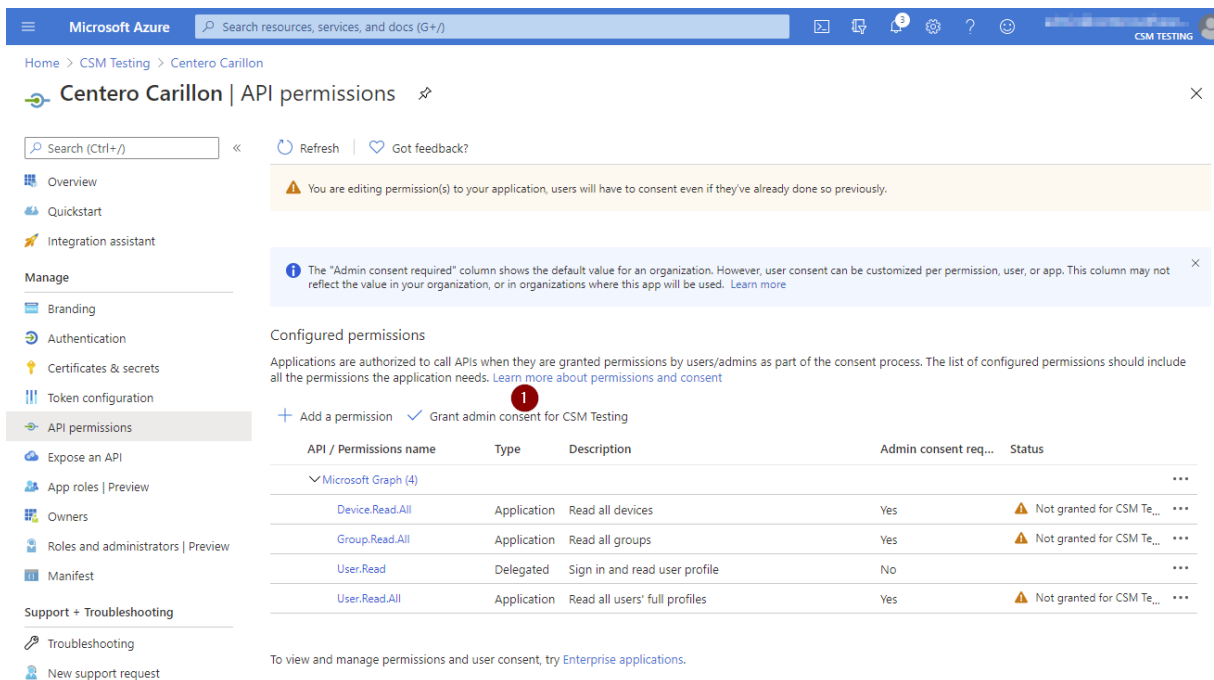 Microsoft Azure
Search resources, services, and docs (G+/)
3
CSM TESTING
Home > CSM Testing > Centero Carillon
Centero Carillon | API permissions
Search (Ctrl+/)
«
Refresh
Got feedback?
Overview
Quickstart
Integration assistant
Manage
Branding
Authentication
Certificates & secrets
Token configuration
API permissions
Expose an API
App roles | Preview
Owners
Roles and administrators | Preview
Manifest
Support + Troubleshooting
Troubleshooting
New support request
You are editing permission(s) to your application, users will have to consent even if they've already done so previously.
The "Admin consent required" column shows the default value for an organization. However, user consent can be customized per permission, user, or app. This column may not
reflect the value in your organization, or in organizations where this app will be used. Learn more
Configured permissions
Applications are authorized to call APIs when they are granted permissions by users/admins as part of the consent process. The list of configured permissions should include
all the permissions the application needs. Learn more about permissions and consent
1
Add a permission Grant admin consent for CSM Testing
API / Permissions name Type Description Admin consent req... Status
Microsoft Graph (4) ...
Device.Read.All Application Read all devices Yes Not granted for CSM Te... ...
Group.Read.All Application Read all groups Yes Not granted for CSM Te... ...
User.Read Delegated Sign in and read user profile No ...
User.Read.All Application Read all users' full profiles Yes Not granted for CSM Te... ...
To view and manage permissions and user consent, try Enterprise applications.